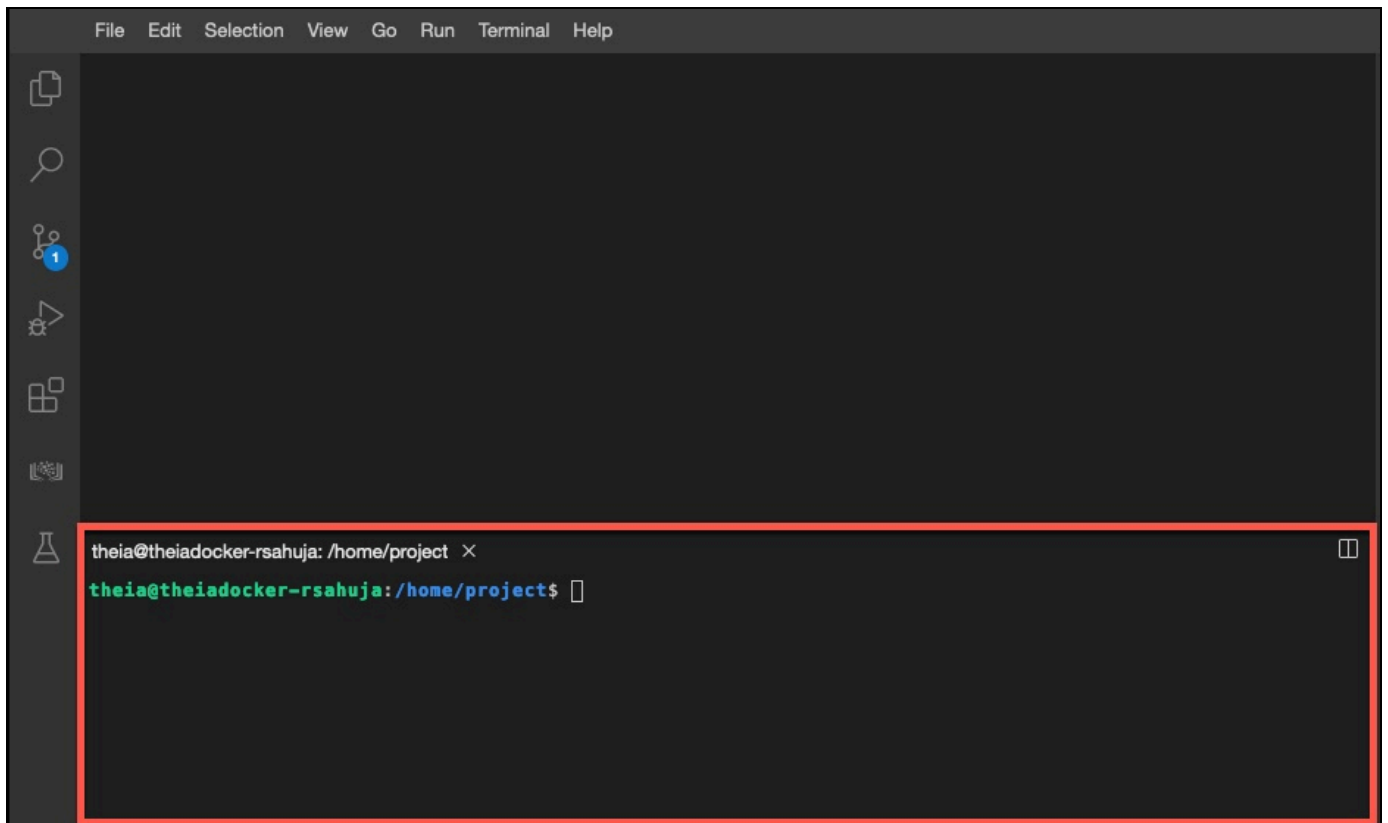 File Edit Selection View Go Run Terminal Help
1
theia@theiadocker-rsahuja: /home/project ×
theia@theiadocker-rsahuja:/home/project$